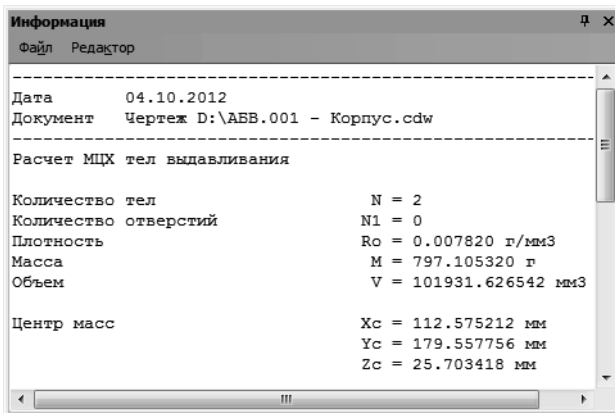 Информация
Файл Редактор
Дата 04.10.2012
Документ Чертеж D:\АБВ.001 - Корпус.cdw
Расчет МЦХ тел выдавливания
Количество тел N = 2
Количество отверстий N1 = 0
Плотность Ro = 0.007820 г/мм3
Масса M = 797.105320 г
Объем V = 101931.626542 мм3
Центр масс Xc = 112.575212 мм
Yc = 179.557756 мм
Zc = 25.703418 мм